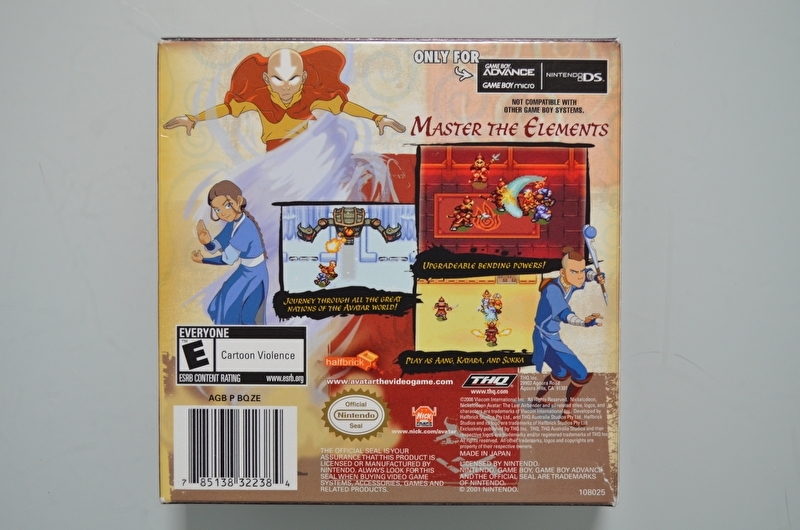 ONLY FOR
GAME BOY
ADVANCE
GAME BOY micro
NINTENDO DS
NOT COMPATIBLE WITH
OTHER GAME BOY SYSTEMS.
MASTER THE ELEMENTS
UPGRADEABLE BENDING POWERS!
JOURNEY THROUGH ALL THE GREAT
NATIONS OF THE AVATAR WORLD!
PLAY AS AANG, KATARA, AND SOKKA
EVERYONE
E
Cartoon Violence
ESRB CONTENT RATING www.esrb.org
AGB P BQZE
halfbrick
www.avatarthevideogame.com
THQ
www.thq.com
Official
Nintendo
Seal
www.nick.com/avatar
THE OFFICIAL SEAL IS YOUR
ASSURANCE THAT THIS PRODUCT IS
LICENSED OR MANUFACTURED BY
NINTENDO. ALWAYS LOOK FOR THIS
SEAL WHEN BUYING VIDEO GAME
SYSTEMS, ACCESSORIES, GAMES AND
RELATED PRODUCTS.
MADE IN JAPAN
LICENSED BY NINTENDO.
NINTENDO, GAME BOY, GAME BOY ADVANCE
AND THE OFFICIAL SEAL ARE TRADEMARKS
OF NINTENDO.
© 2001 NINTENDO.
7 85138 32238 4
108025